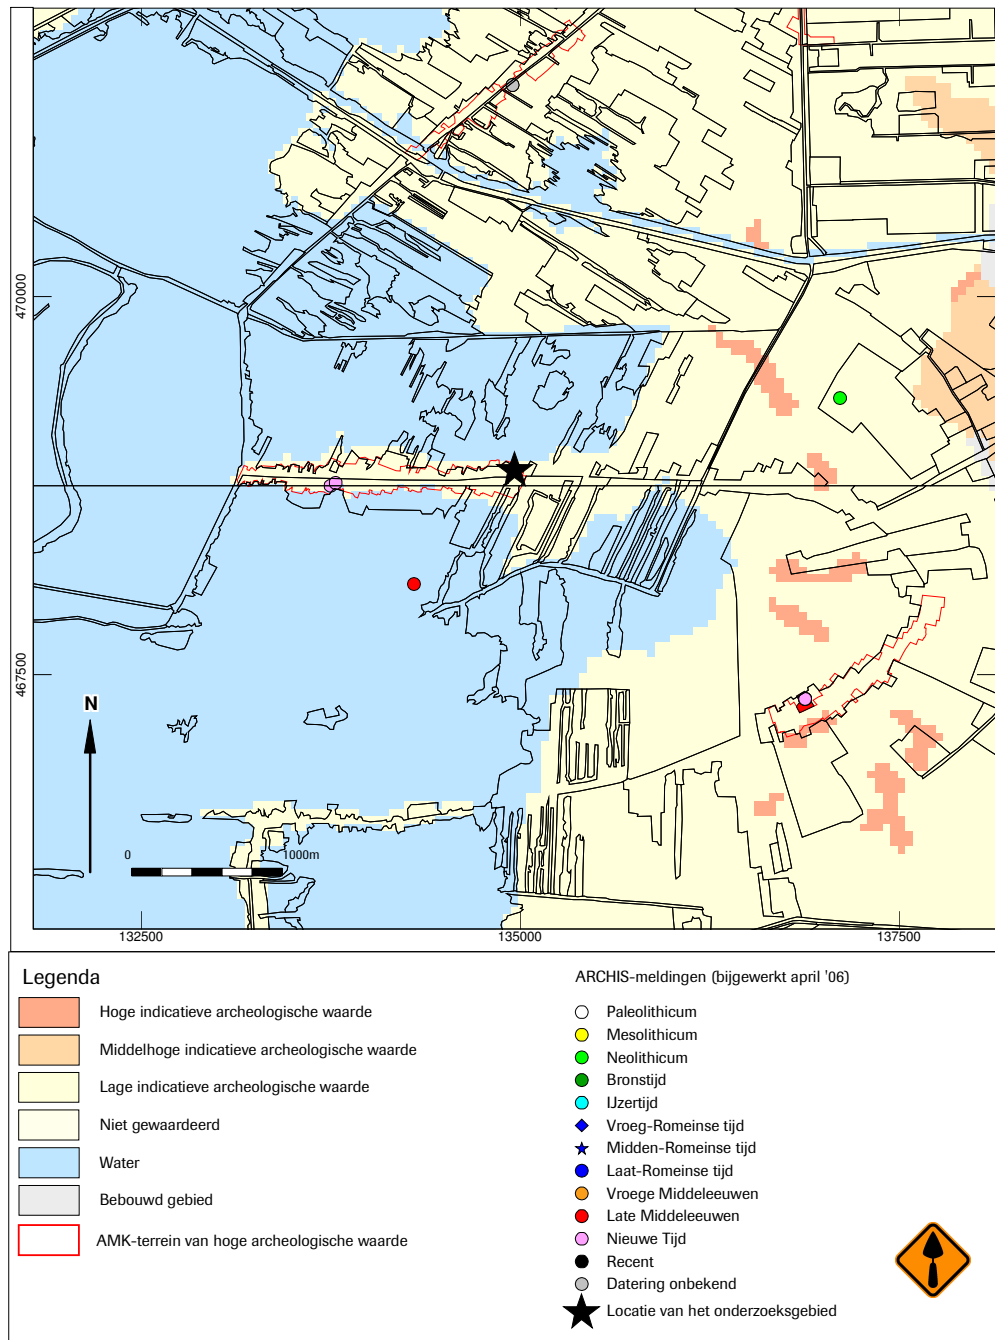 470000
467500
N
0 1000m
132500 135000 137500
Legenda
Hoge indicatieve archeologische waarde
Middelhoge indicatieve archeologische waarde
Lage indicatieve archeologische waarde
Niet gewaardeerd
Water
Bebouwd gebied
AMK-terrein van hoge archeologische waarde
ARCHIS-meldingen (bijgewerkt april '06)
Paleolithicum
Mesolithicum
Neolithicum
Bronstijd
IJzertijd
Vroeg-Romeinse tijd
Midden-Romeinse tijd
Laat-Romeinse tijd
Vroege Middeleeuwen
Late Middeleeuwen
Nieuwe Tijd
Recent
Datering onbekend
Locatie van het onderzoeksgebied